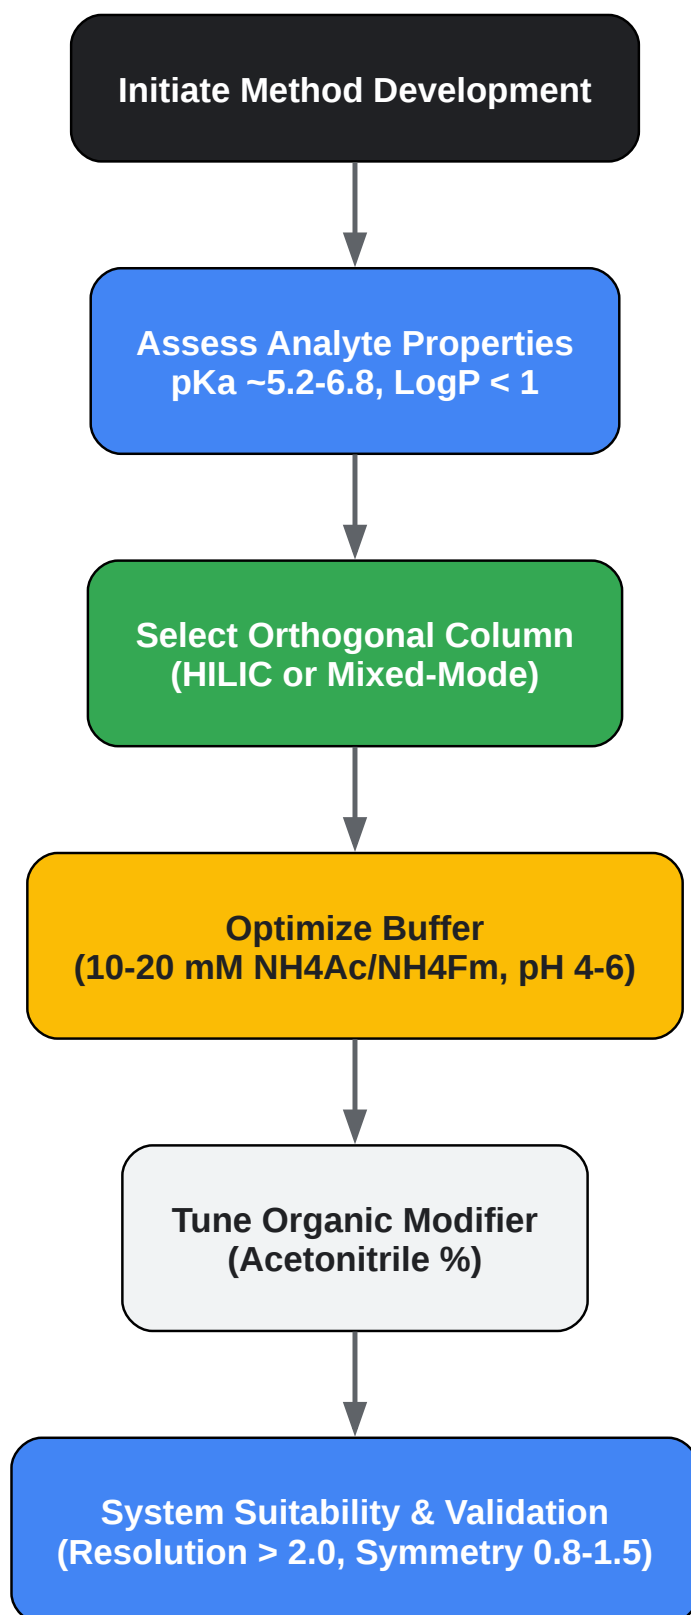 Initiate Method Development
Assess Analyte Properties
pKa ~5.2-6.8, LogP < 1
Select Orthogonal Column
(HILIC or Mixed-Mode)
Optimize Buffer
(10-20 mM NH4Ac/NH4Fm, pH 4-6)
Tune Organic Modifier
(Acetonitrile %)
System Suitability & Validation
(Resolution > 2.0, Symmetry 0.8-1.5)